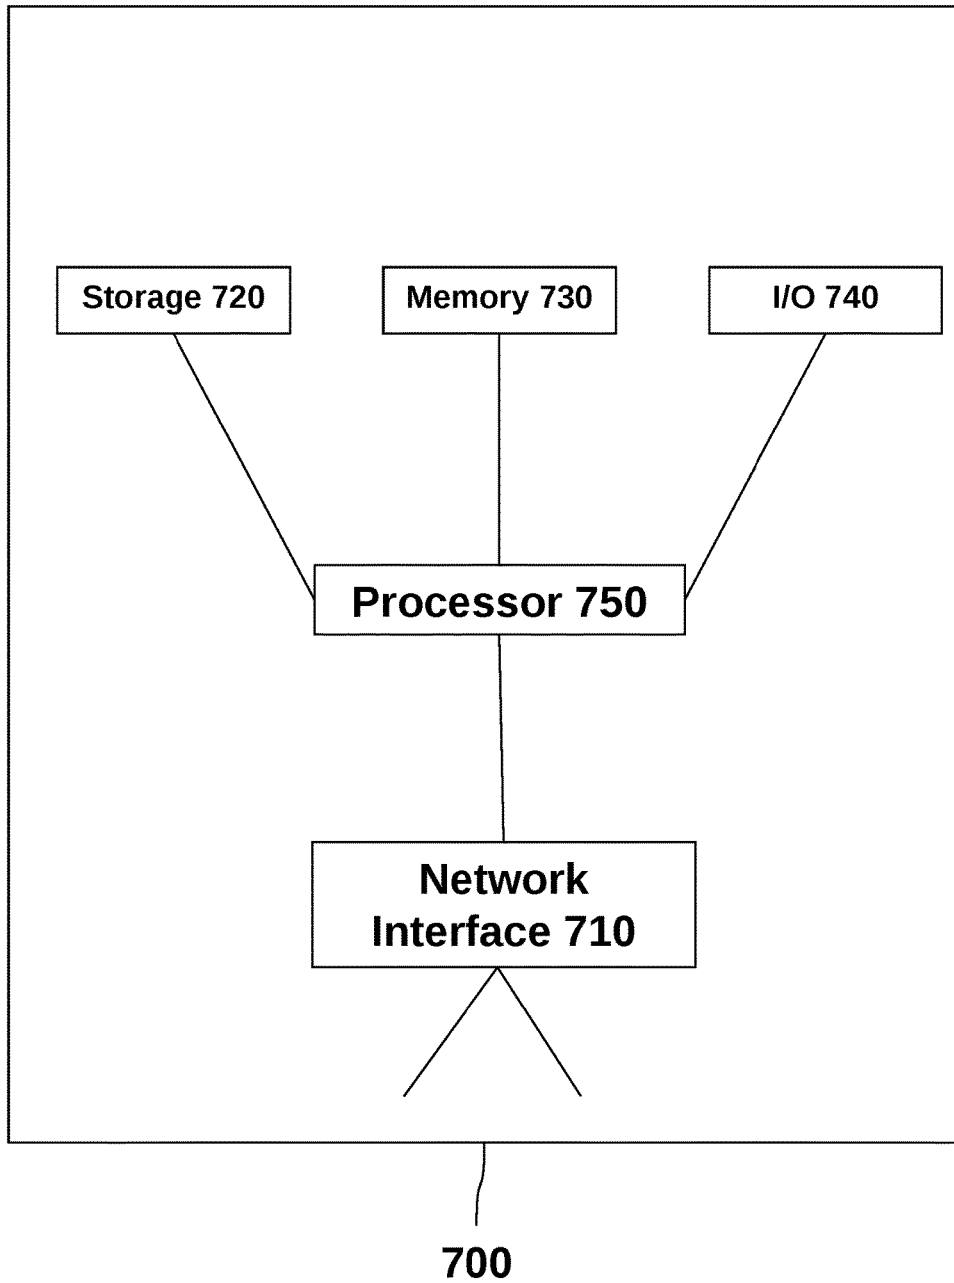 Storage 720
Memory 730
I/O 740
Processor 750
Network
Interface 710
700